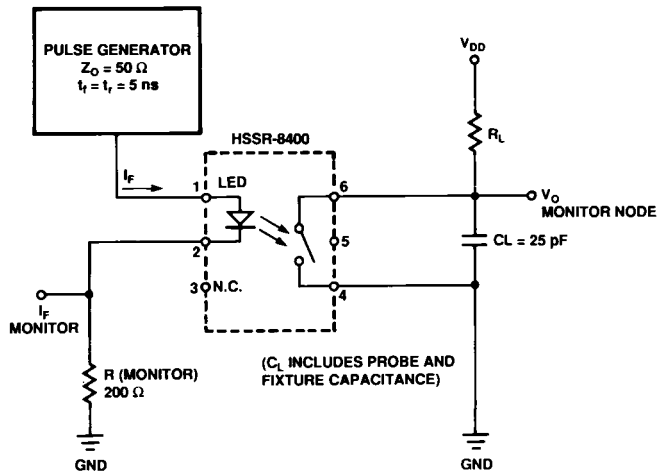 PULSE GENERATOR
Z_O = 50 Ω
t_f = t_r = 5 ns
V_DD
R_L
HSSR-8400
I_F
LED
1
6
V_O
MONITOR NODE
2
5
CL = 25 pF
3
N.C.
4
I_F
MONITOR
R (MONITOR)
200 Ω
(C_L INCLUDES PROBE AND
FIXTURE CAPACITANCE)
GND
GND